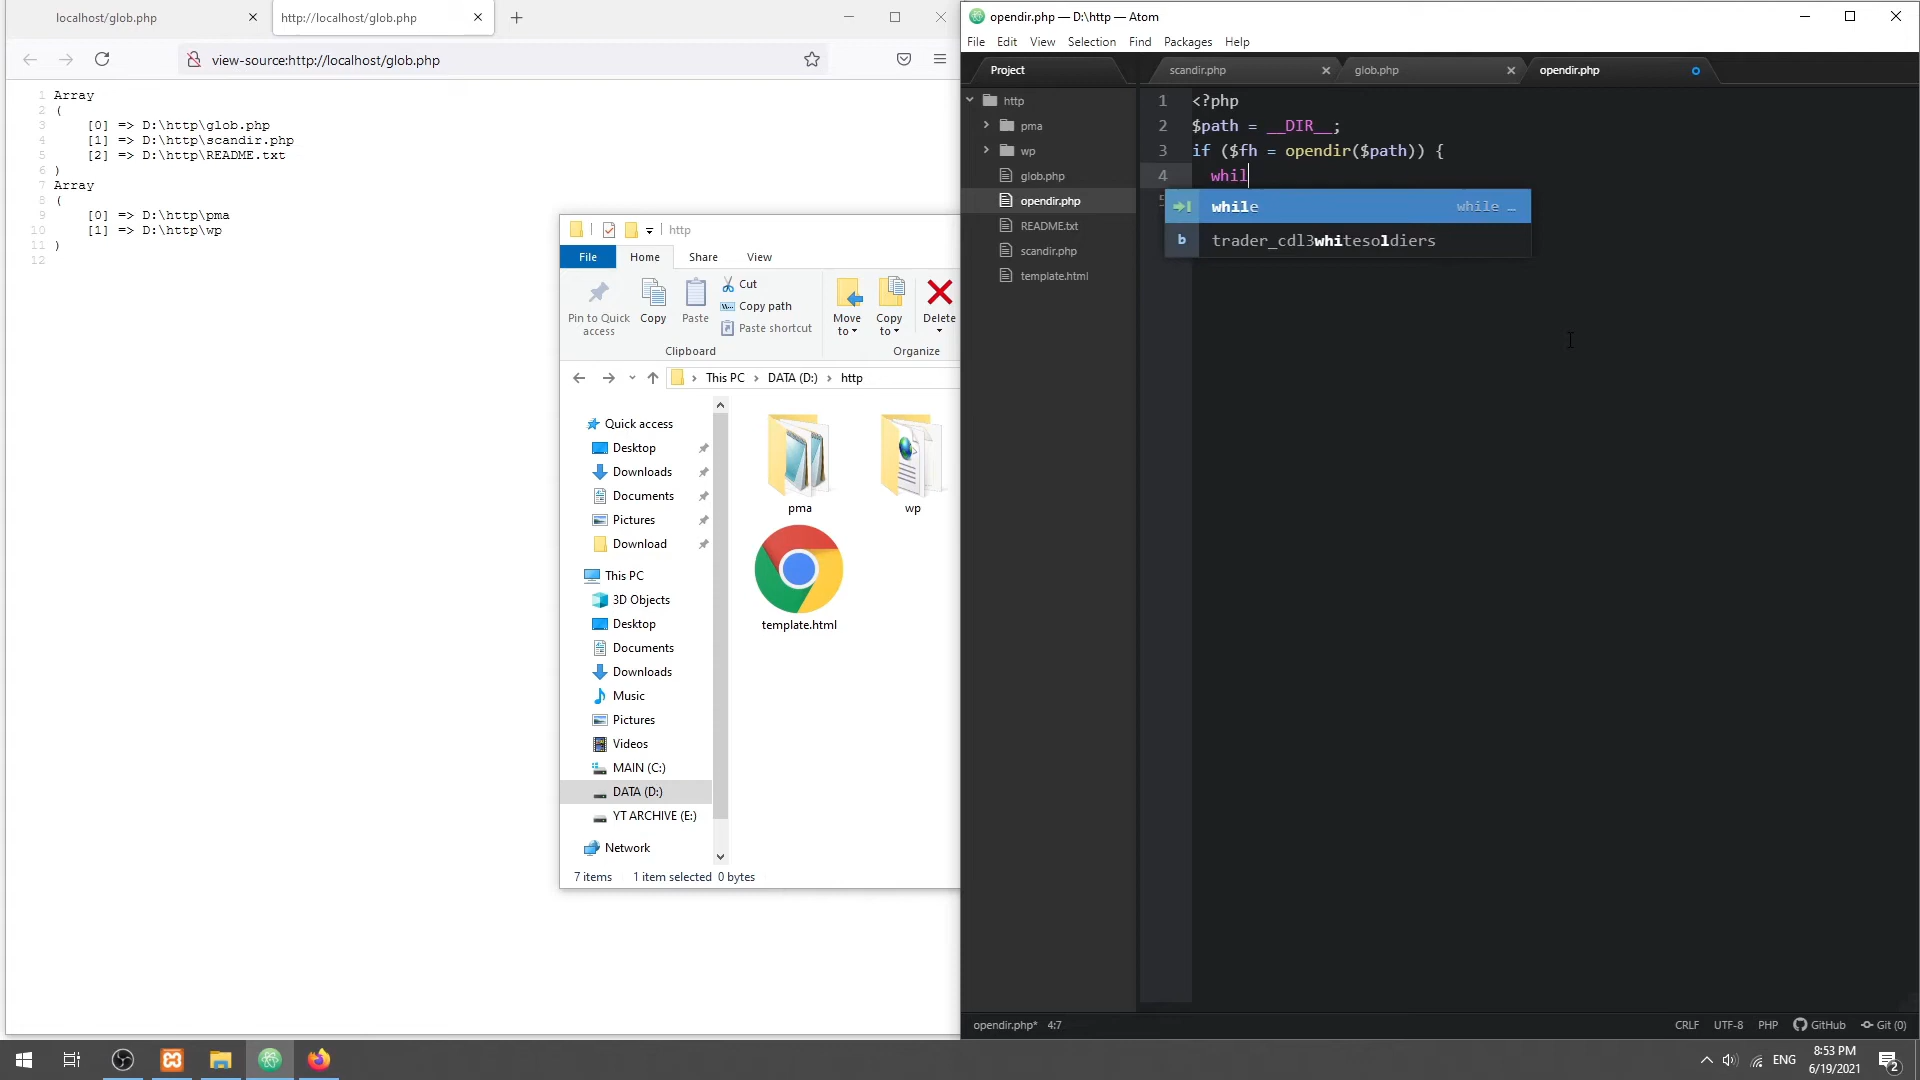 localhost/glob.php
http://localhost/glob.php
view-source:http://localhost/glob.php
1 Array
2 (
3 [0] => D:\http\glob.php
4 [1] => D:\http\scandir.php
5 [2] => D:\http\README.txt
6 )
7 Array
8 (
9 [0] => D:\http\pma
10 [1] => D:\http\wp
11 )
12
http
File Home Share View
Pin to Quick access
Copy
Paste
Cut
Copy path
Paste shortcut
Move to
Copy to
Delete
Clipboard
Organize
This PC DATA (D:) http
Quick access
Desktop
Downloads
Documents
Pictures
Download
This PC
3D Objects
Desktop
Documents
Downloads
Music
Pictures
Videos
MAIN (C:)
DATA (D:)
YT ARCHIVE (E:)
Network
pma
wp
template.html
7 items 1 item selected 0 bytes
opendir.php — D:\http — Atom
File Edit View Selection Find Packages Help
Project
http
pma
wp
glob.php
opendir.php
README.txt
scandir.php
template.html
scandir.php
glob.php
opendir.php
1 <?php
2 $path = __DIR__;
3 if ($fh = opendir($path)) {
4 whil
while while …
b trader_cdl3whitesoldiers
opendir.php* 4:7
CRLF UTF-8 PHP GitHub Git (0)
ENG
8:53 PM
6/19/2021
2